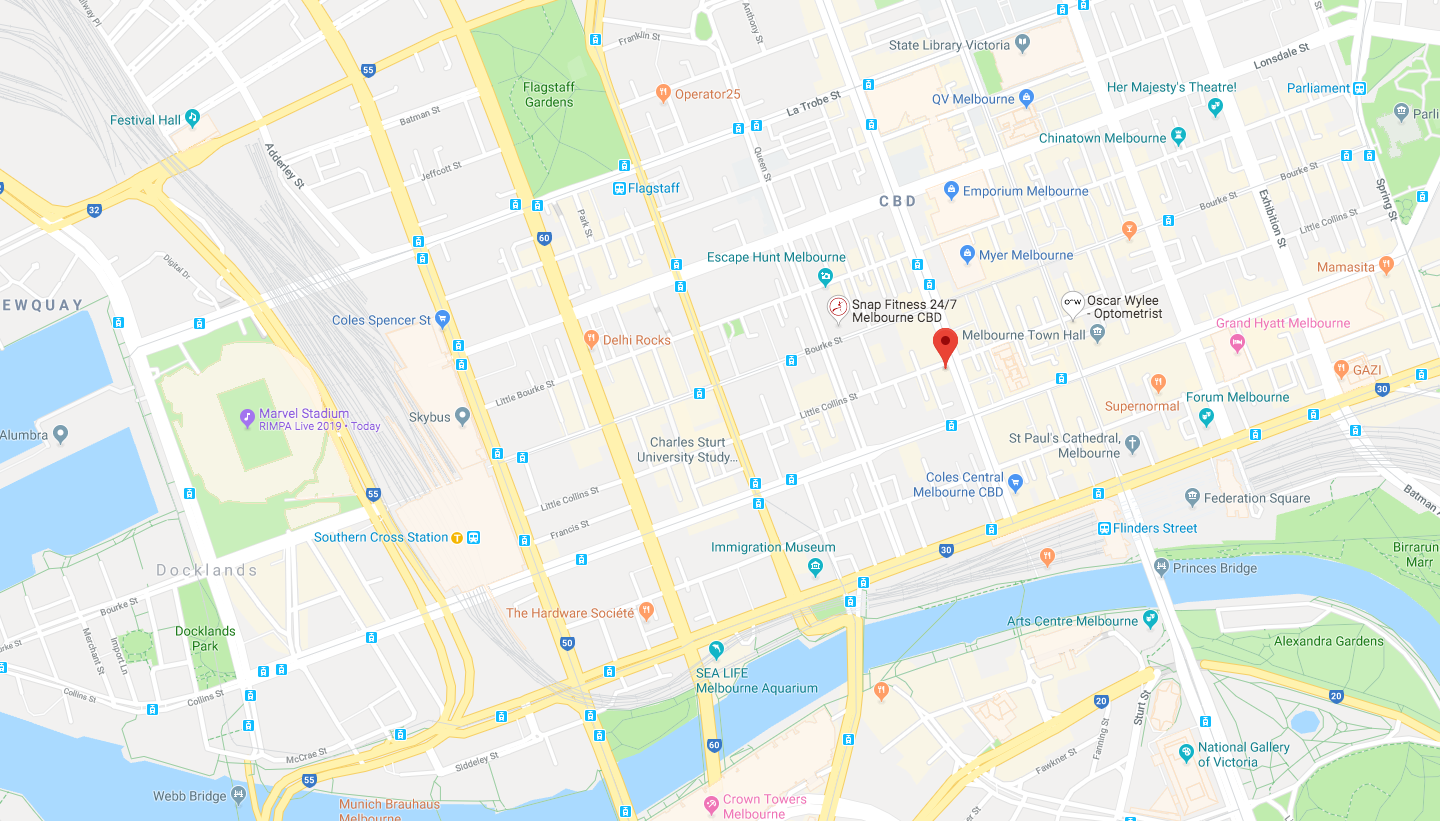 Railway Pl
Franklin St
Anthony St
State Library Victoria
Lonsdale St
55
Flagstaff
Gardens
Operator25
La Trobe St
QV Melbourne
Her Majesty's Theatre!
Parliament
Festival Hall
Batman St
Parli
Chinatown Melbourne
Adderley St
Jeffcott St
Queen St
Flagstaff
Emporium Melbourne
Bourke St
Bourke St
Spring St
32
CBD
Park St
Exhibition St
Little Collins St
60
Digital Dr
Escape Hunt Melbourne
Myer Melbourne
Mamasita
EWQUAY
Snap Fitness 24/7
Melbourne CBD
Oscar Wylee
- Optometrist
Coles Spencer St
Delhi Rocks
Melbourne Town Hall
Grand Hyatt Melbourne
Bourke St
GAZI
Little Bourke St
30
Marvel Stadium
RIMPA Live 2019 • Today
Skybus
Little Collins St
Supernormal
Forum Melbourne
Alumbra
Charles Sturt
University Study...
St Paul's Cathedral,
Melbourne
Coles Central
Melbourne CBD
55
Little Collins St
Federation Square
Batman A
Francis St
Southern Cross Station
Flinders Street
Immigration Museum
30
Birrarun
Marr
Docklands
Princes Bridge
Bourke St
The Hardware Société
Arts Centre Melbourne
Docklands
Park
50
Alexandra Gardens
Merchant St
Import Ln
SEA LIFE
Melbourne Aquarium
Collins St
Collins St
20
20
Sturt St
Fanning St
60
McCrae St
Siddeley St
Fawkner St
National Gallery
of Victoria
55
Webb Bridge
Munich Brauhaus
Melbourne
Crown Towers
Melbourne